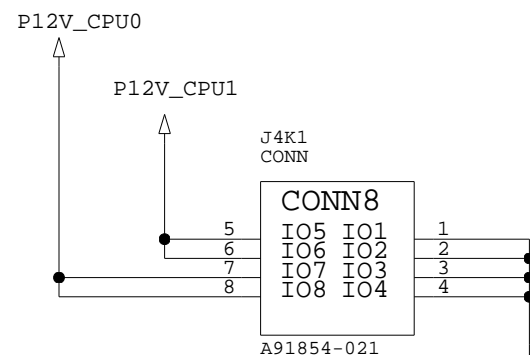 P12V_CPU0
P12V_CPU1
J4K1
CONN
CONN8
5 IO5 IO1 1
6 IO6 IO2 2
7 IO7 IO3 3
8 IO8 IO4 4
A91854-021